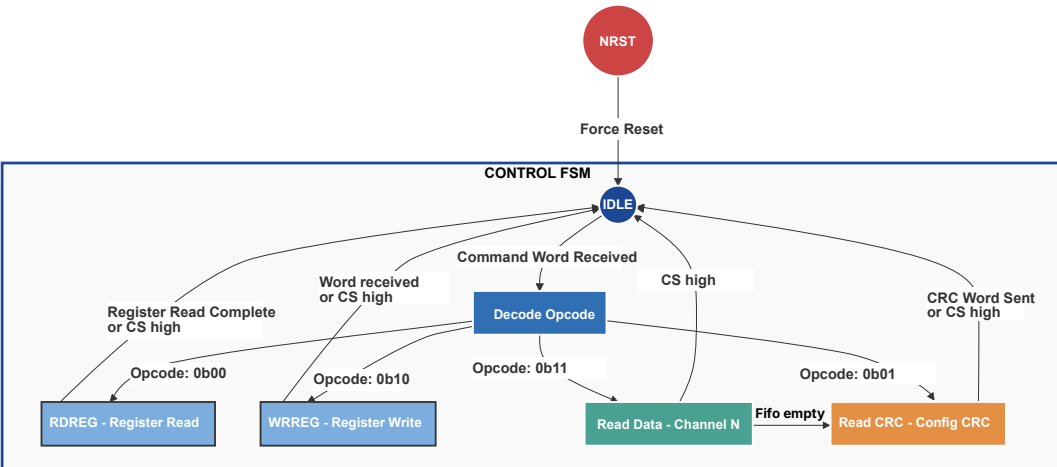 NRST
Force Reset
CONTROL FSM
IDLE
Command Word Received
Word received
or CS high
CS high
Register Read Complete
or CS high
CRC Word Sent
or CS high
Decode Opcode
Opcode: 0b00
Opcode: 0b10
Opcode: 0b11
Opcode: 0b01
RDREG - Register Read
WRREG - Register Write
Read Data - Channel N
Fifo empty
Read CRC - Config CRC